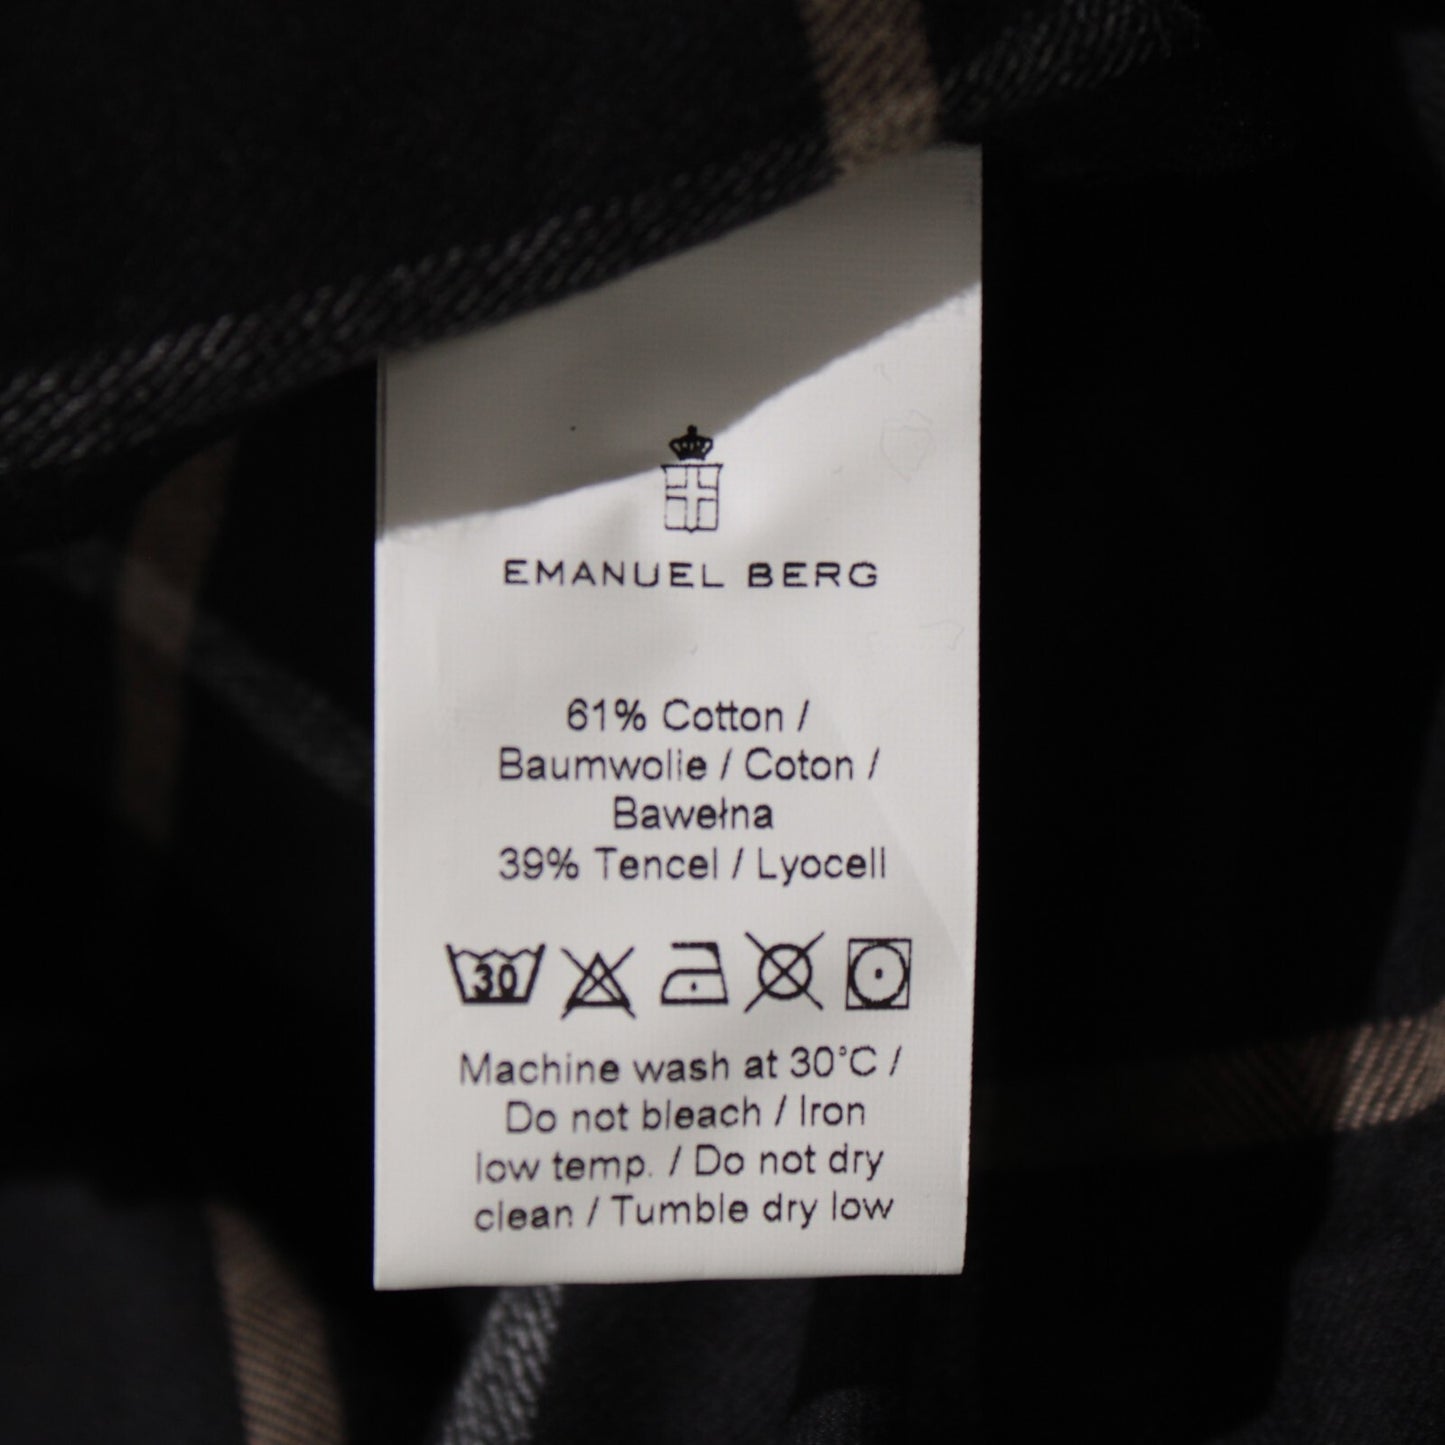 EMANUEL BERG
61% Cotton /
Baumwolle / Coton /
Bawełna
39% Tencel / Lyocell
30
Machine wash at 30°C /
Do not bleach / Iron
low temp. / Do not dry
clean / Tumble dry low